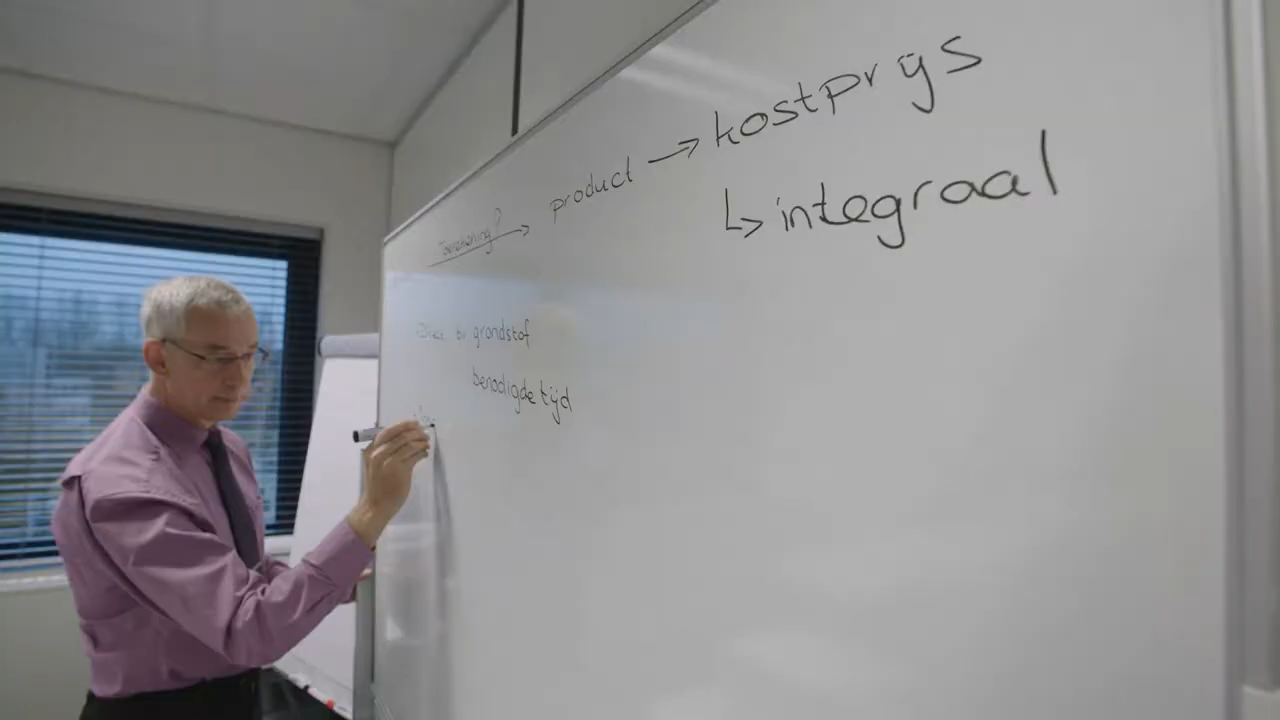 product → kostprijs
↳ integraal
grondstof
benodigde tijd